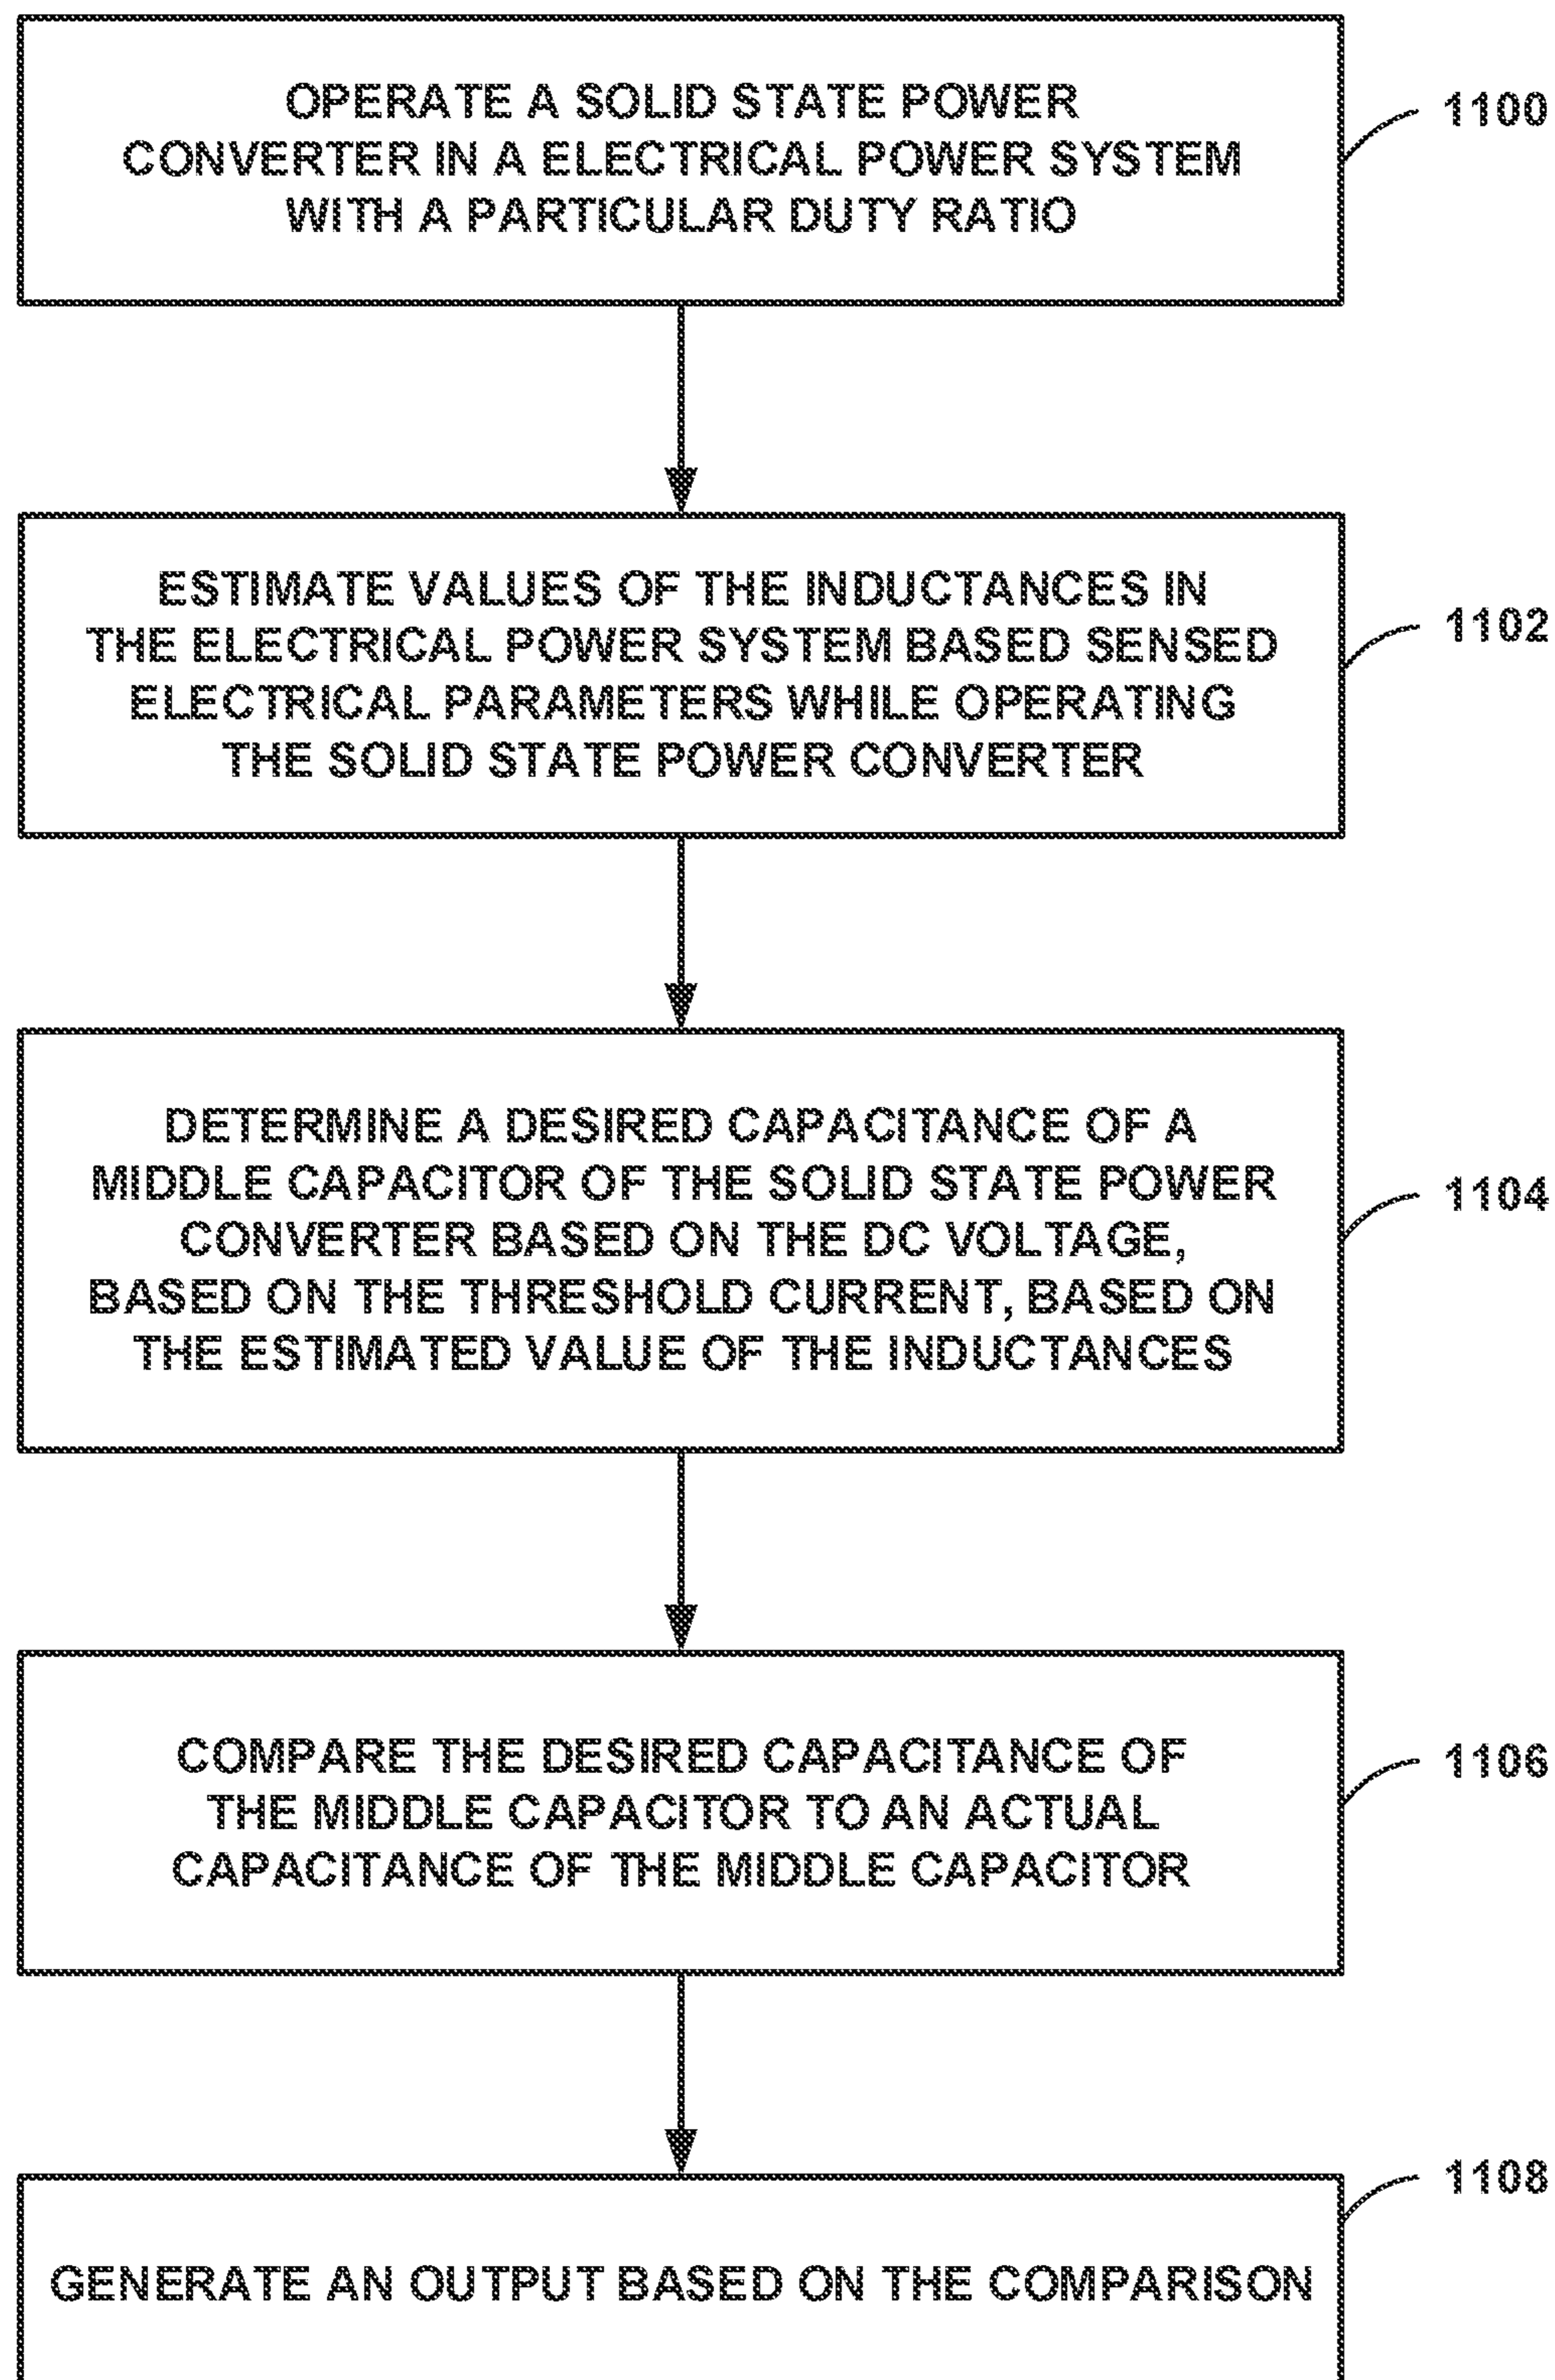 OPERATE A SOLID STATE POWER
CONVERTER IN A ELECTRICAL POWER SYSTEM
WITH A PARTICULAR DUTY RATIO
1100
ESTIMATE VALUES OF THE INDUCTANCES IN
THE ELECTRICAL POWER SYSTEM BASED SENSED
ELECTRICAL PARAMETERS WHILE OPERATING
THE SOLID STATE POWER CONVERTER
1102
DETERMINE A DESIRED CAPACITANCE OF A
MIDDLE CAPACITOR OF THE SOLID STATE POWER
CONVERTER BASED ON THE DC VOLTAGE,
BASED ON THE THRESHOLD CURRENT, BASED ON
THE ESTIMATED VALUE OF THE INDUCTANCES
1104
COMPARE THE DESIRED CAPACITANCE OF
THE MIDDLE CAPACITOR TO AN ACTUAL
CAPACITANCE OF THE MIDDLE CAPACITOR
1106
GENERATE AN OUTPUT BASED ON THE COMPARISON
1108